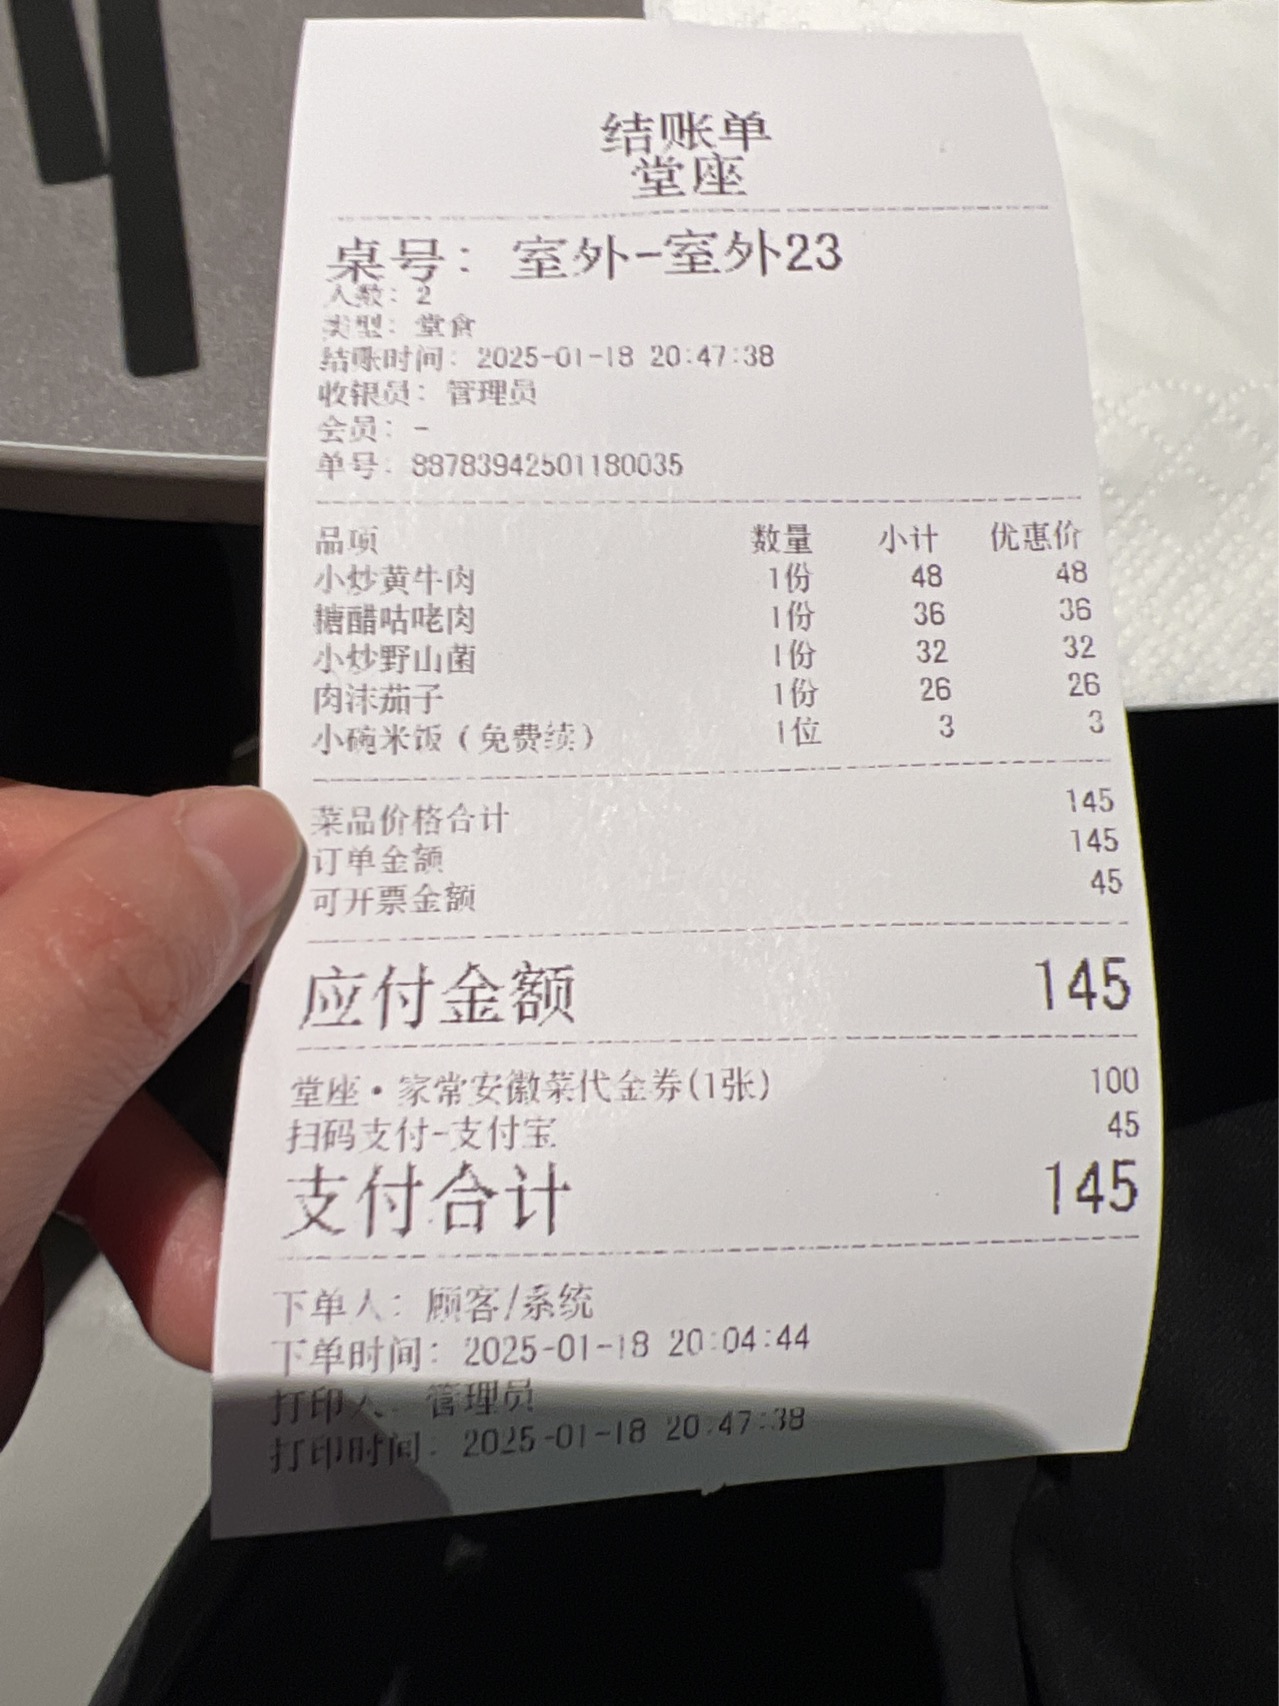 结账单
堂座
桌号：室外-室外23
人数：2
类型：堂食
结账时间：2025-01-18 20:47:38
收银员：管理员
会员：-
单号：88783942501180035
品项 数量 小计 优惠价
小炒黄牛肉 1份 48 48
糖醋咕咾肉 1份 36 36
小炒野山菌 1份 32 32
肉沫茄子 1份 26 26
小碗米饭（免费续） 1位 3 3
菜品价格合计 145
订单金额 145
可开票金额 45
应付金额 145
堂座·家常安徽菜代金券(1张) 100
扫码支付-支付宝 45
支付合计 145
下单人：顾客/系统
下单时间：2025-01-18 20:04:44
打印人：管理员
打印时间：2025-01-18 20:47:38